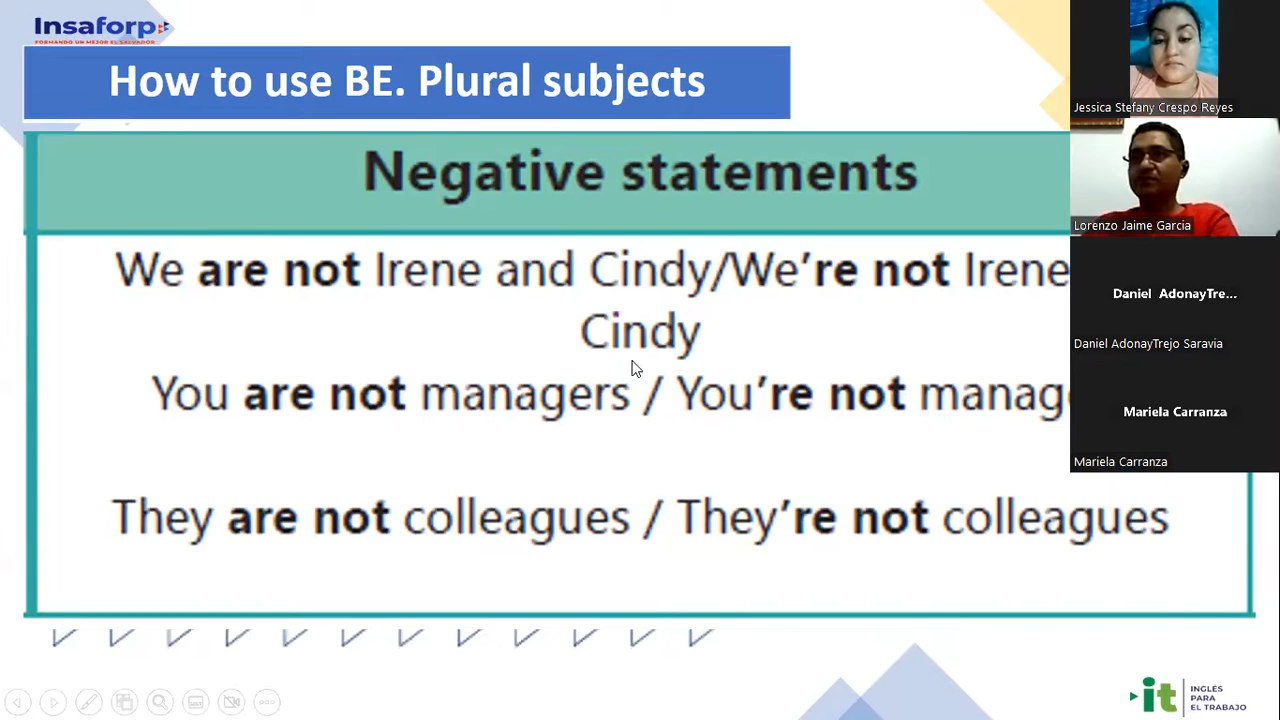 Insaforp
FORMANDO UN MEJOR EL SALVADOR
How to use BE. Plural subjects
Negative statements
We are not Irene and Cindy/We're not Irene
Cindy
You are not managers / You're not manag
They are not colleagues / They're not colleagues
Jessica Stefany Crespo Reyes
Lorenzo Jaime Garcia
Daniel AdonayTre...
Daniel AdonayTrejo Saravia
Mariela Carranza
Mariela Carranza
it
INGLÉS
PARA
EL TRABAJO